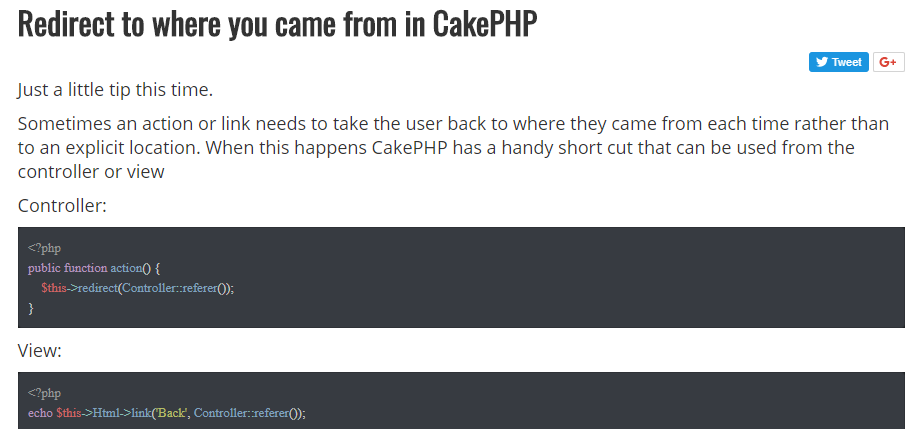 Redirect to where you came from in CakePHP
Tweet
G+
Just a little tip this time.
Sometimes an action or link needs to take the user back to where they came from each time rather than
to an explicit location. When this happens CakePHP has a handy short cut that can be used from the
controller or view
Controller:
<?php
public function action() {
    $this->redirect(Controller::referer());
}
View:
<?php
echo $this->Html->link('Back', Controller::referer());